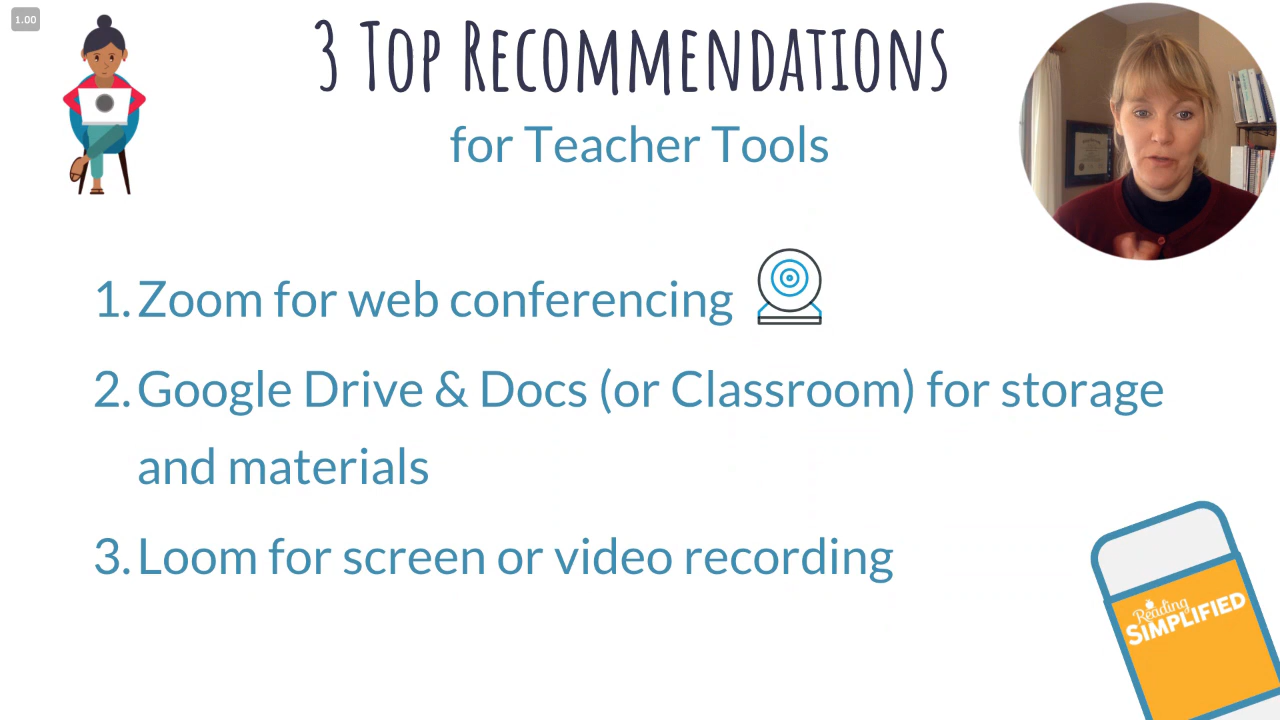 1.00
3 Top Recommendations
for Teacher Tools
1. Zoom for web conferencing
2. Google Drive & Docs (or Classroom) for storage
and materials
3. Loom for screen or video recording
Reading
SIMPLIFIED